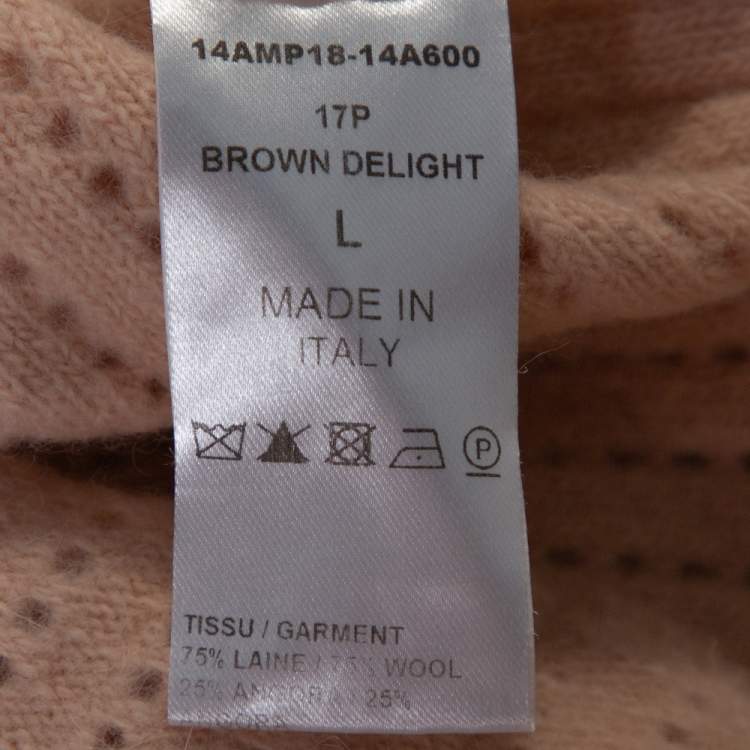 14AMP18-14A600
17P
BROWN DELIGHT
L
MADE IN
ITALY
P
TISSU / GARMENT
75% LAINE / 75% WOOL
25% ANGORA / 25%